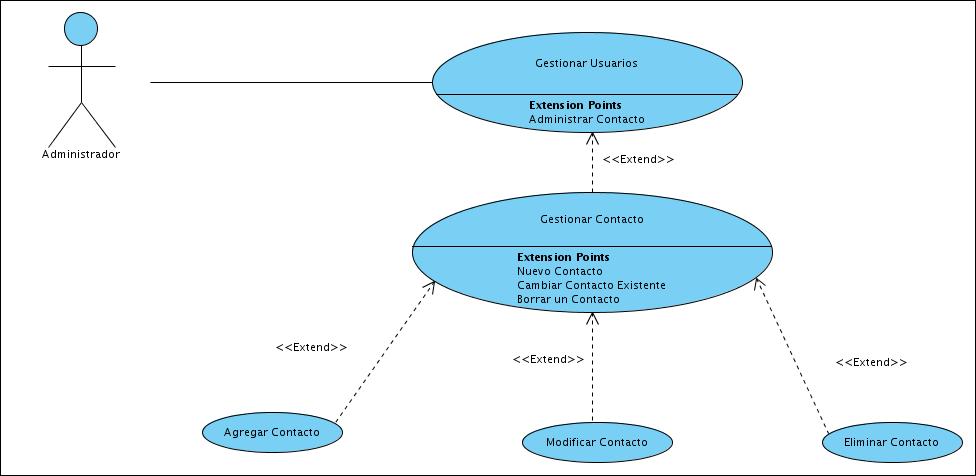 Gestionar Usuarios
Extension Points
Administrar Contacto
Administrador
<<Extend>>
Gestionar Contacto
Extension Points
Nuevo Contacto
Cambiar Contacto Existente
Borrar un Contacto
<<Extend>>
<<Extend>>
<<Extend>>
Agregar Contacto
Modificar Contacto
Eliminar Contacto